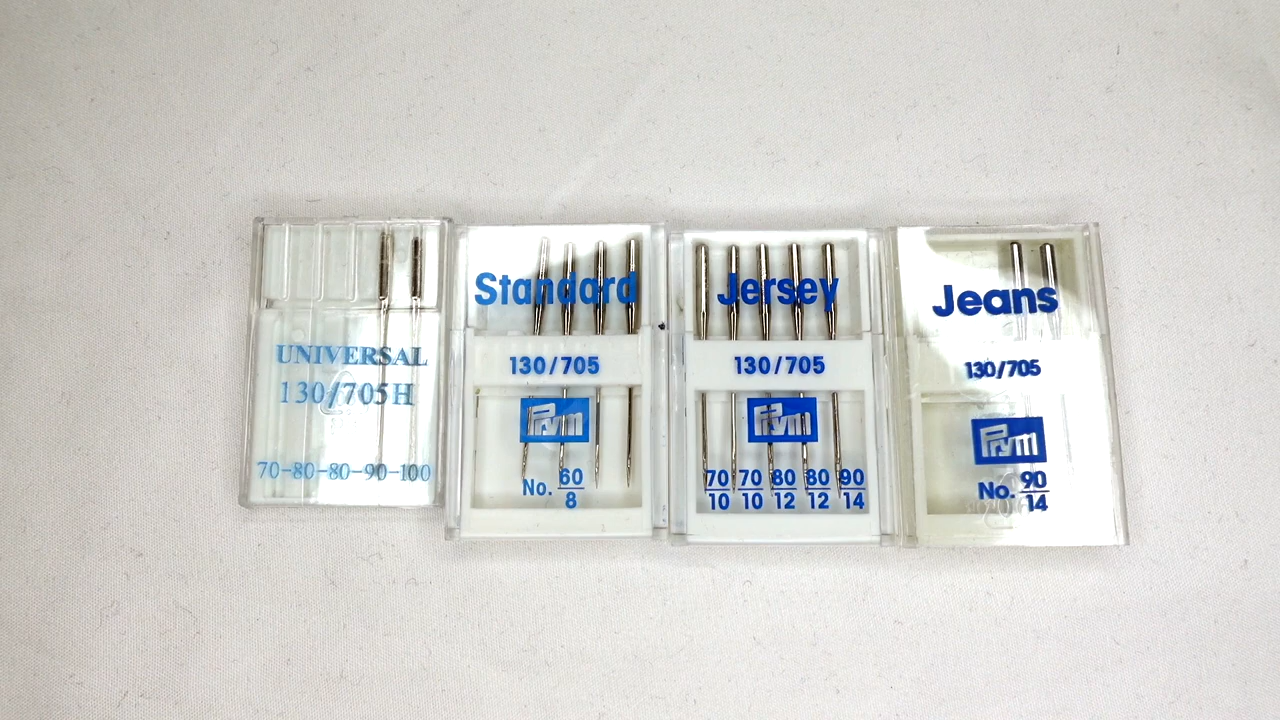 UNIVERSAL
130/705H
70-80-80-90-100
Standard
130/705
Prym
No. 60/8
Jersey
130/705
Prym
70/10 70/10 80/12 80/12 90/14
Jeans
130/705
Prym
No. 90/14